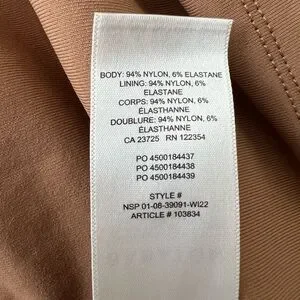 BODY: 94% NYLON, 6% ELASTANE
LINING: 94% NYLON, 6%
ELASTANE
CORPS: 94% NYLON, 6%
ÉLASTHANNE
DOUBLURE: 94% NYLON, 6%
ÉLASTHANNE
CA 23725 RN 122354
PO 4500184437
PO 4500184438
PO 4500184439
STYLE #
NSP 01-08-39091-WI22
ARTICLE # 103834